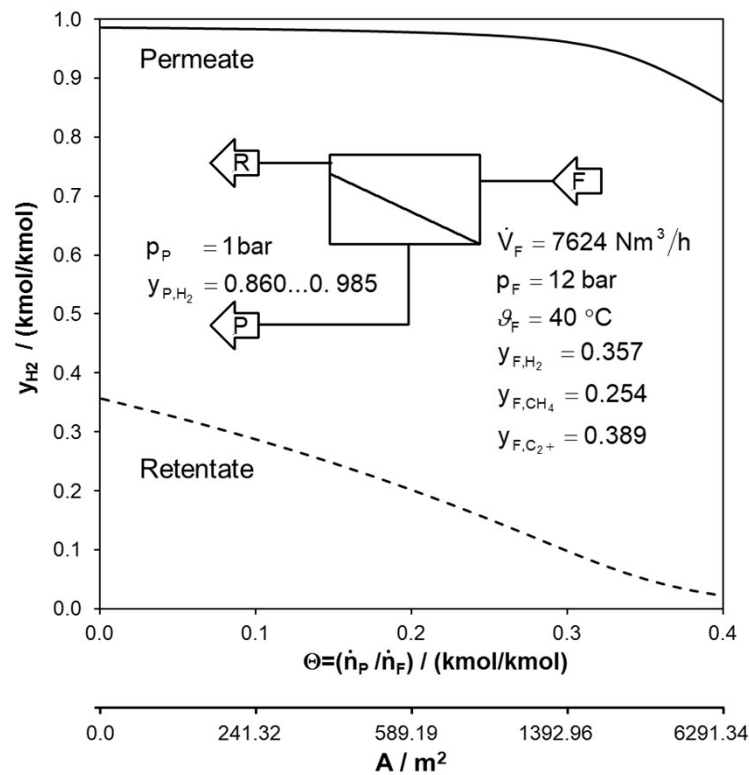 1.0
0.9
0.8
0.7
0.6
0.5
0.4
0.3
0.2
0.1
0.0
y_H2 / (kmol/kmol)
Permeate
R
F
p_P = 1 bar
y_P,H₂ = 0.860...0. 985
P
V̇_F = 7624 Nm³/h
p_F = 12 bar
ϑ_F = 40 °C
y_F,H₂ = 0.357
y_F,CH₄ = 0.254
y_F,C₂₊ = 0.389
Retentate
0.0 0.1 0.2 0.3 0.4
Θ=(ṅ_P /ṅ_F) / (kmol/kmol)
0.0 241.32 589.19 1392.96 6291.34
A / m²